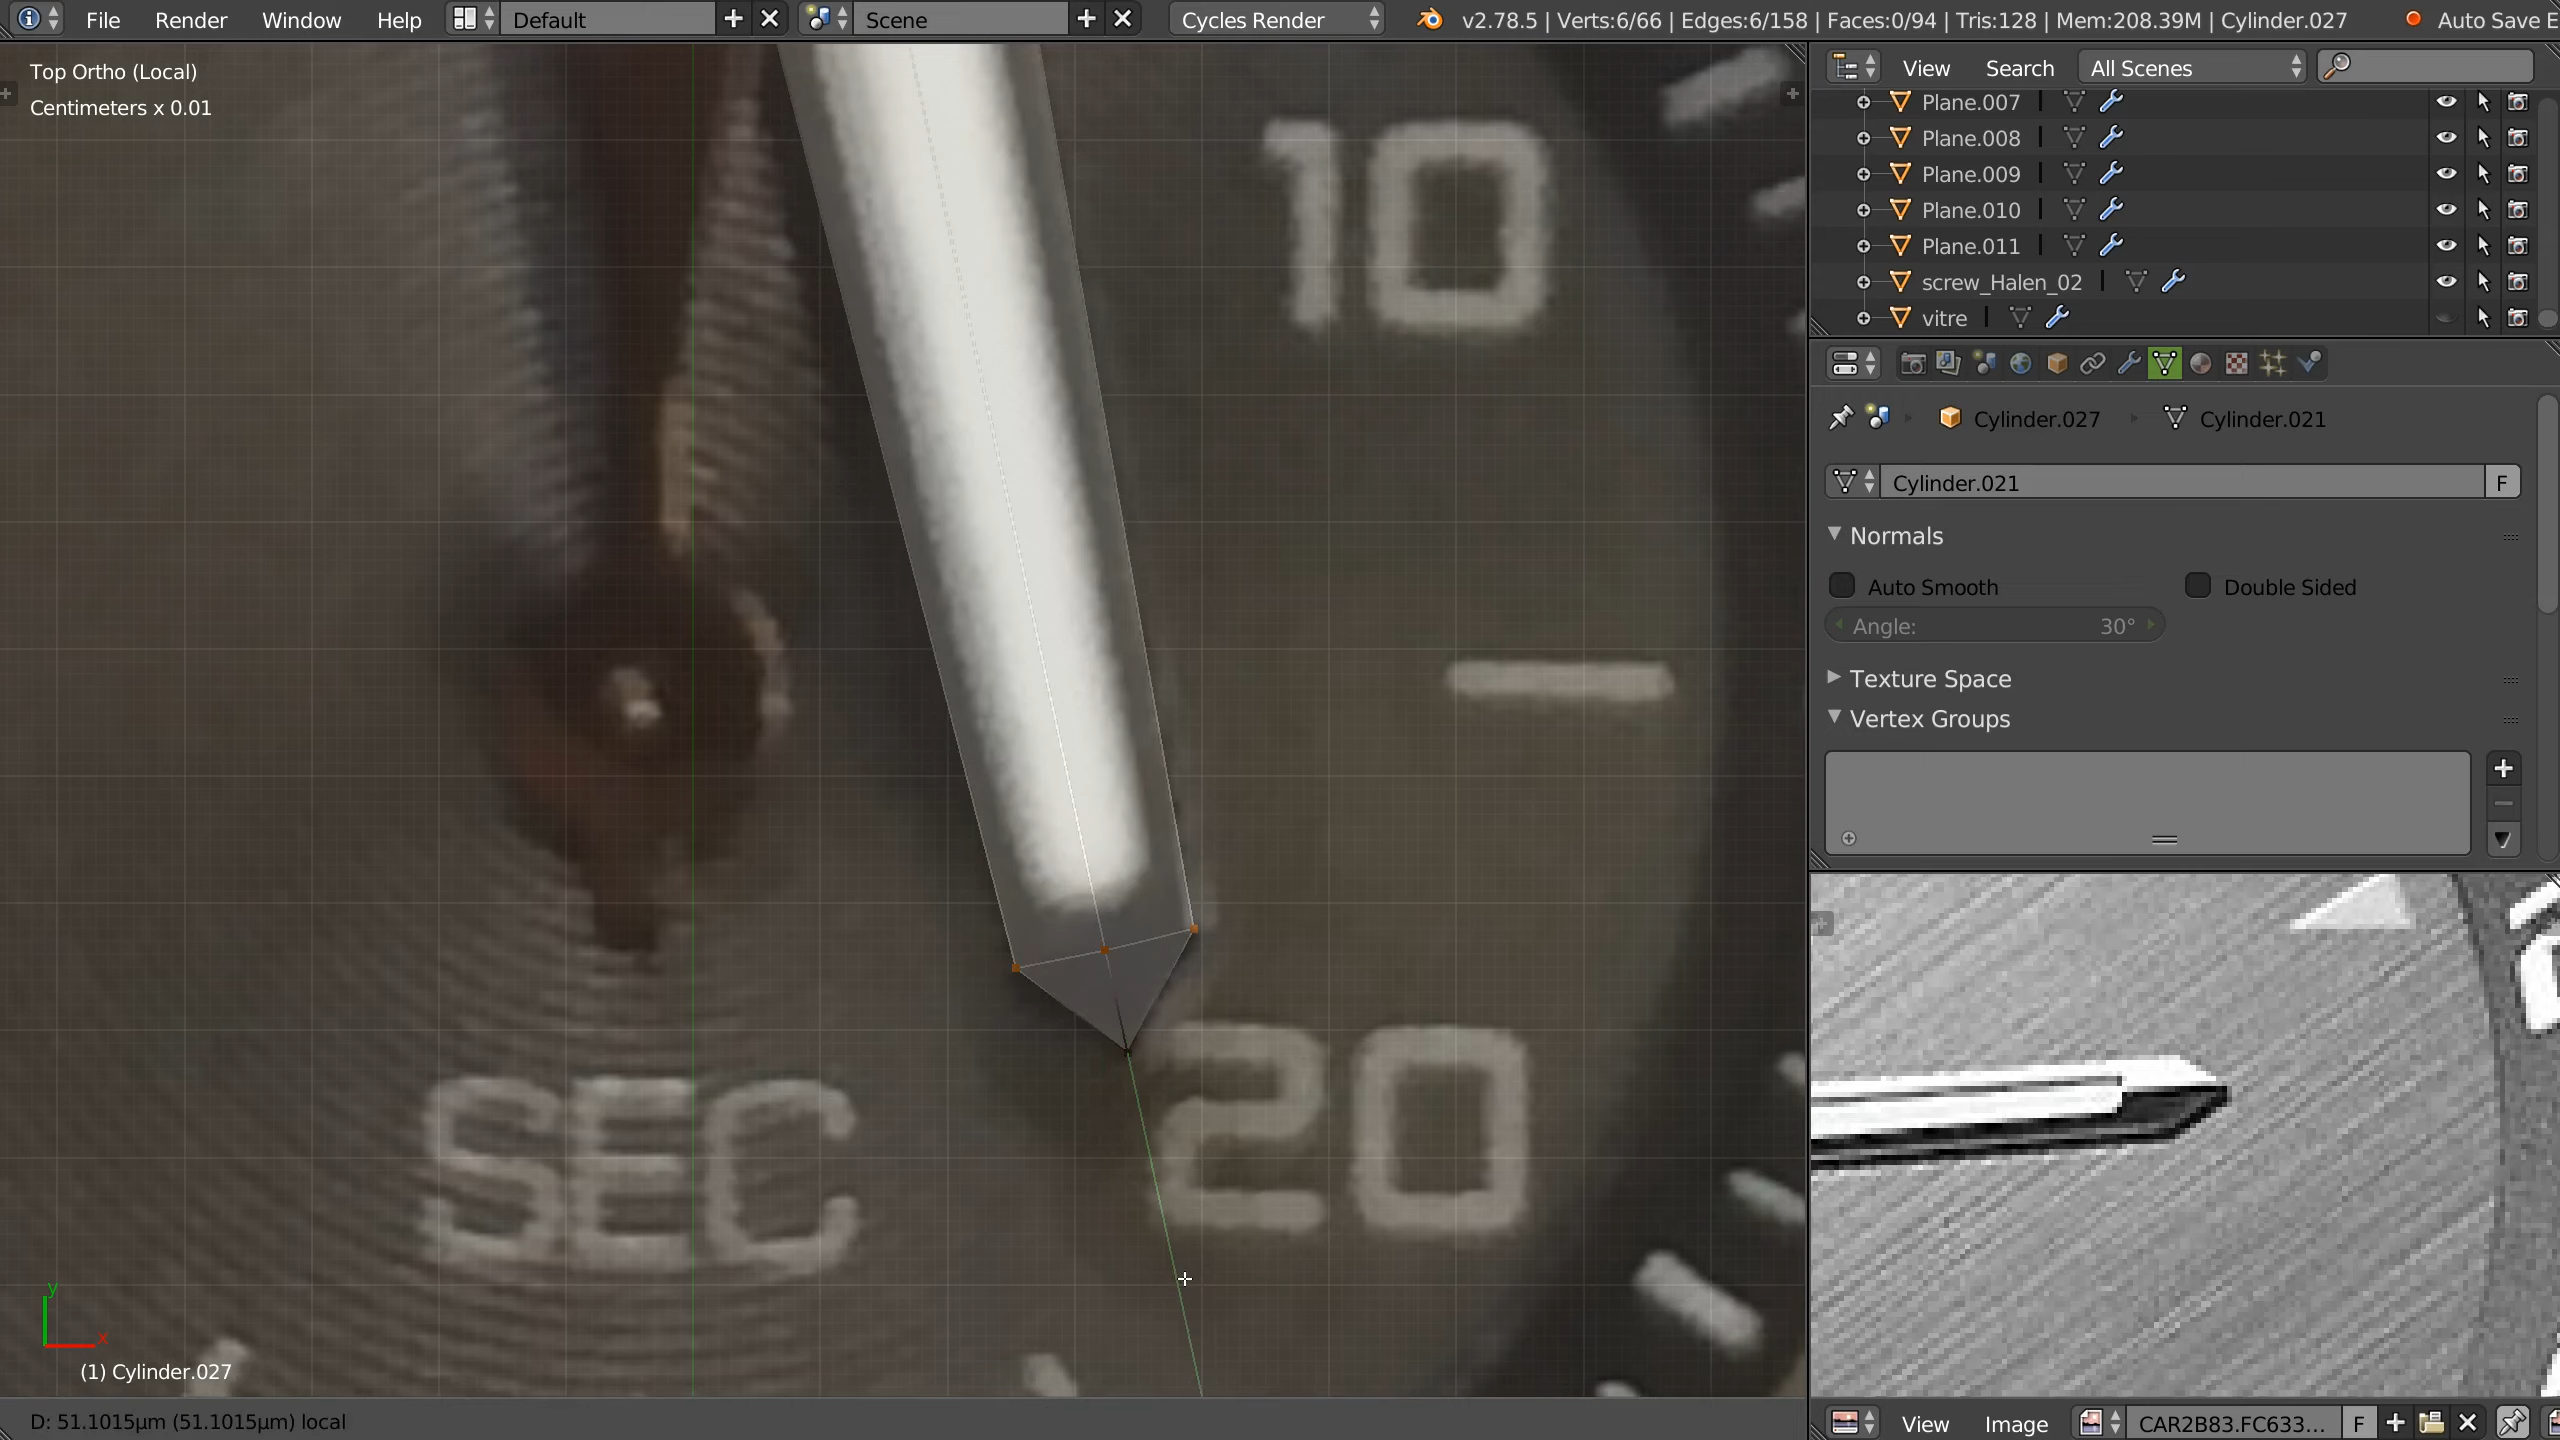 File Render Window Help Default Scene Cycles Render v2.78.5 | Verts:6/66 | Edges:6/158 | Faces:0/94 | Tris:128 | Mem:208.39M | Cylinder.027 Auto Save E
Top Ortho (Local)
Centimeters x 0.01
10
20
SEC
y
x
(1) Cylinder.027
D: 51.1015µm (51.1015µm) local
View Search All Scenes
Plane.007
Plane.008
Plane.009
Plane.010
Plane.011
screw_Halen_02
vitre
Cylinder.027 Cylinder.021
Cylinder.021 F
Normals
Auto Smooth Double Sided
Angle: 30°
Texture Space
Vertex Groups
View Image CAR2B83.FC633... F